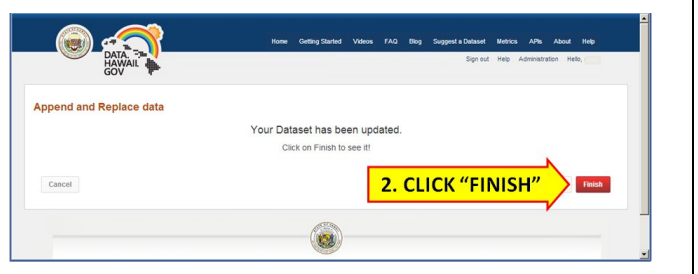 Home Getting Started Videos FAQ Blog Suggest a Dataset Metrics APIs About Help
DATA.
HAWAII.
GOV
Sign out Help Administration Hello,
Append and Replace data
Your Dataset has been updated.
Click on Finish to see it!
Cancel
2. CLICK “FINISH”
Finish